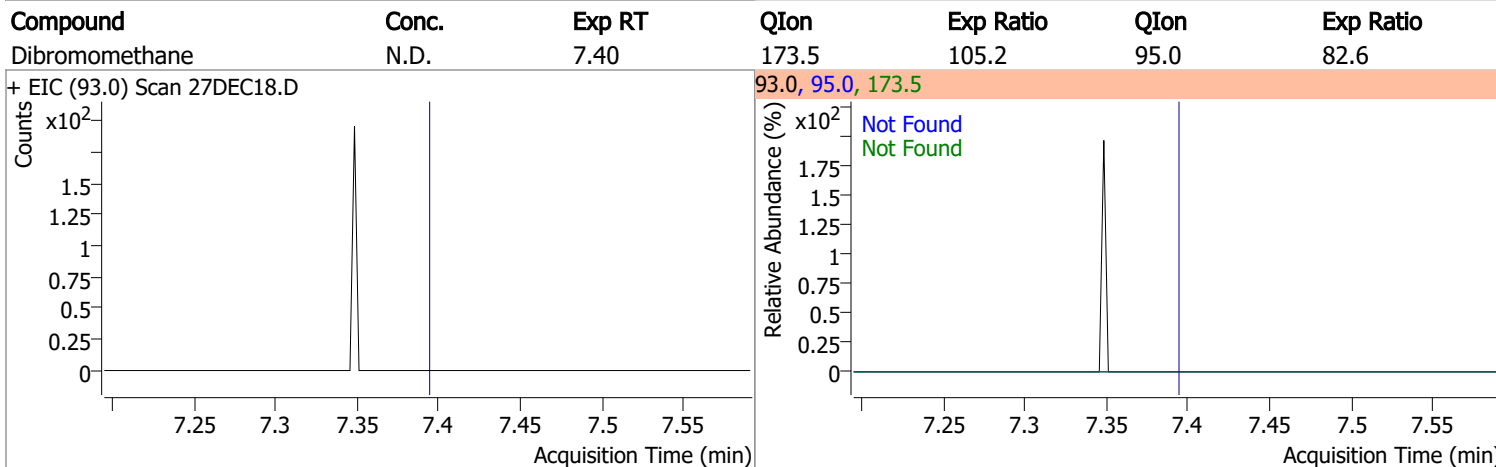 Compound Conc. Exp RT QIon Exp Ratio QIon Exp Ratio
Dibromomethane N.D. 7.40 173.5 105.2 95.0 82.6
+ EIC (93.0) Scan 27DEC18.D
Counts
x102
1.5
1.25
1
0.75
0.5
0.25
0
7.25 7.3 7.35 7.4 7.45 7.5 7.55
Acquisition Time (min)
93.0, 95.0, 173.5
Relative Abundance (%)
x102
Not Found
Not Found
1.75
1.5
1.25
1
0.75
0.5
0.25
0
7.25 7.3 7.35 7.4 7.45 7.5 7.55
Acquisition Time (min)